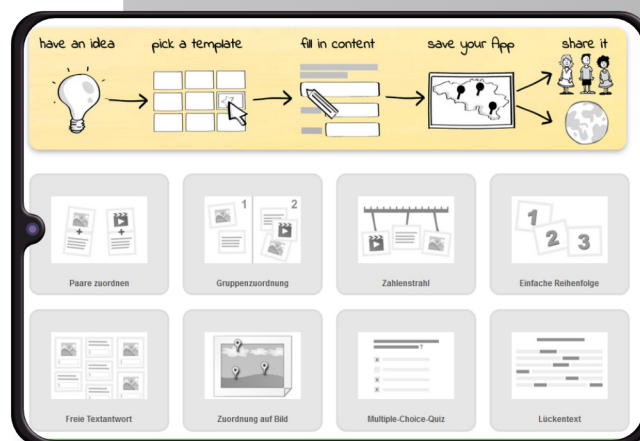 have an idea
pick a template
fill in content
save your App
share it
1
2
Paare zuordnen
Gruppenzuordnung
Zahlenstrahl
1
2
3
Einfache Reihenfolge
?
Freie Textantwort
Zuordnung auf Bild
Multiple-Choice-Quiz
Lückentext